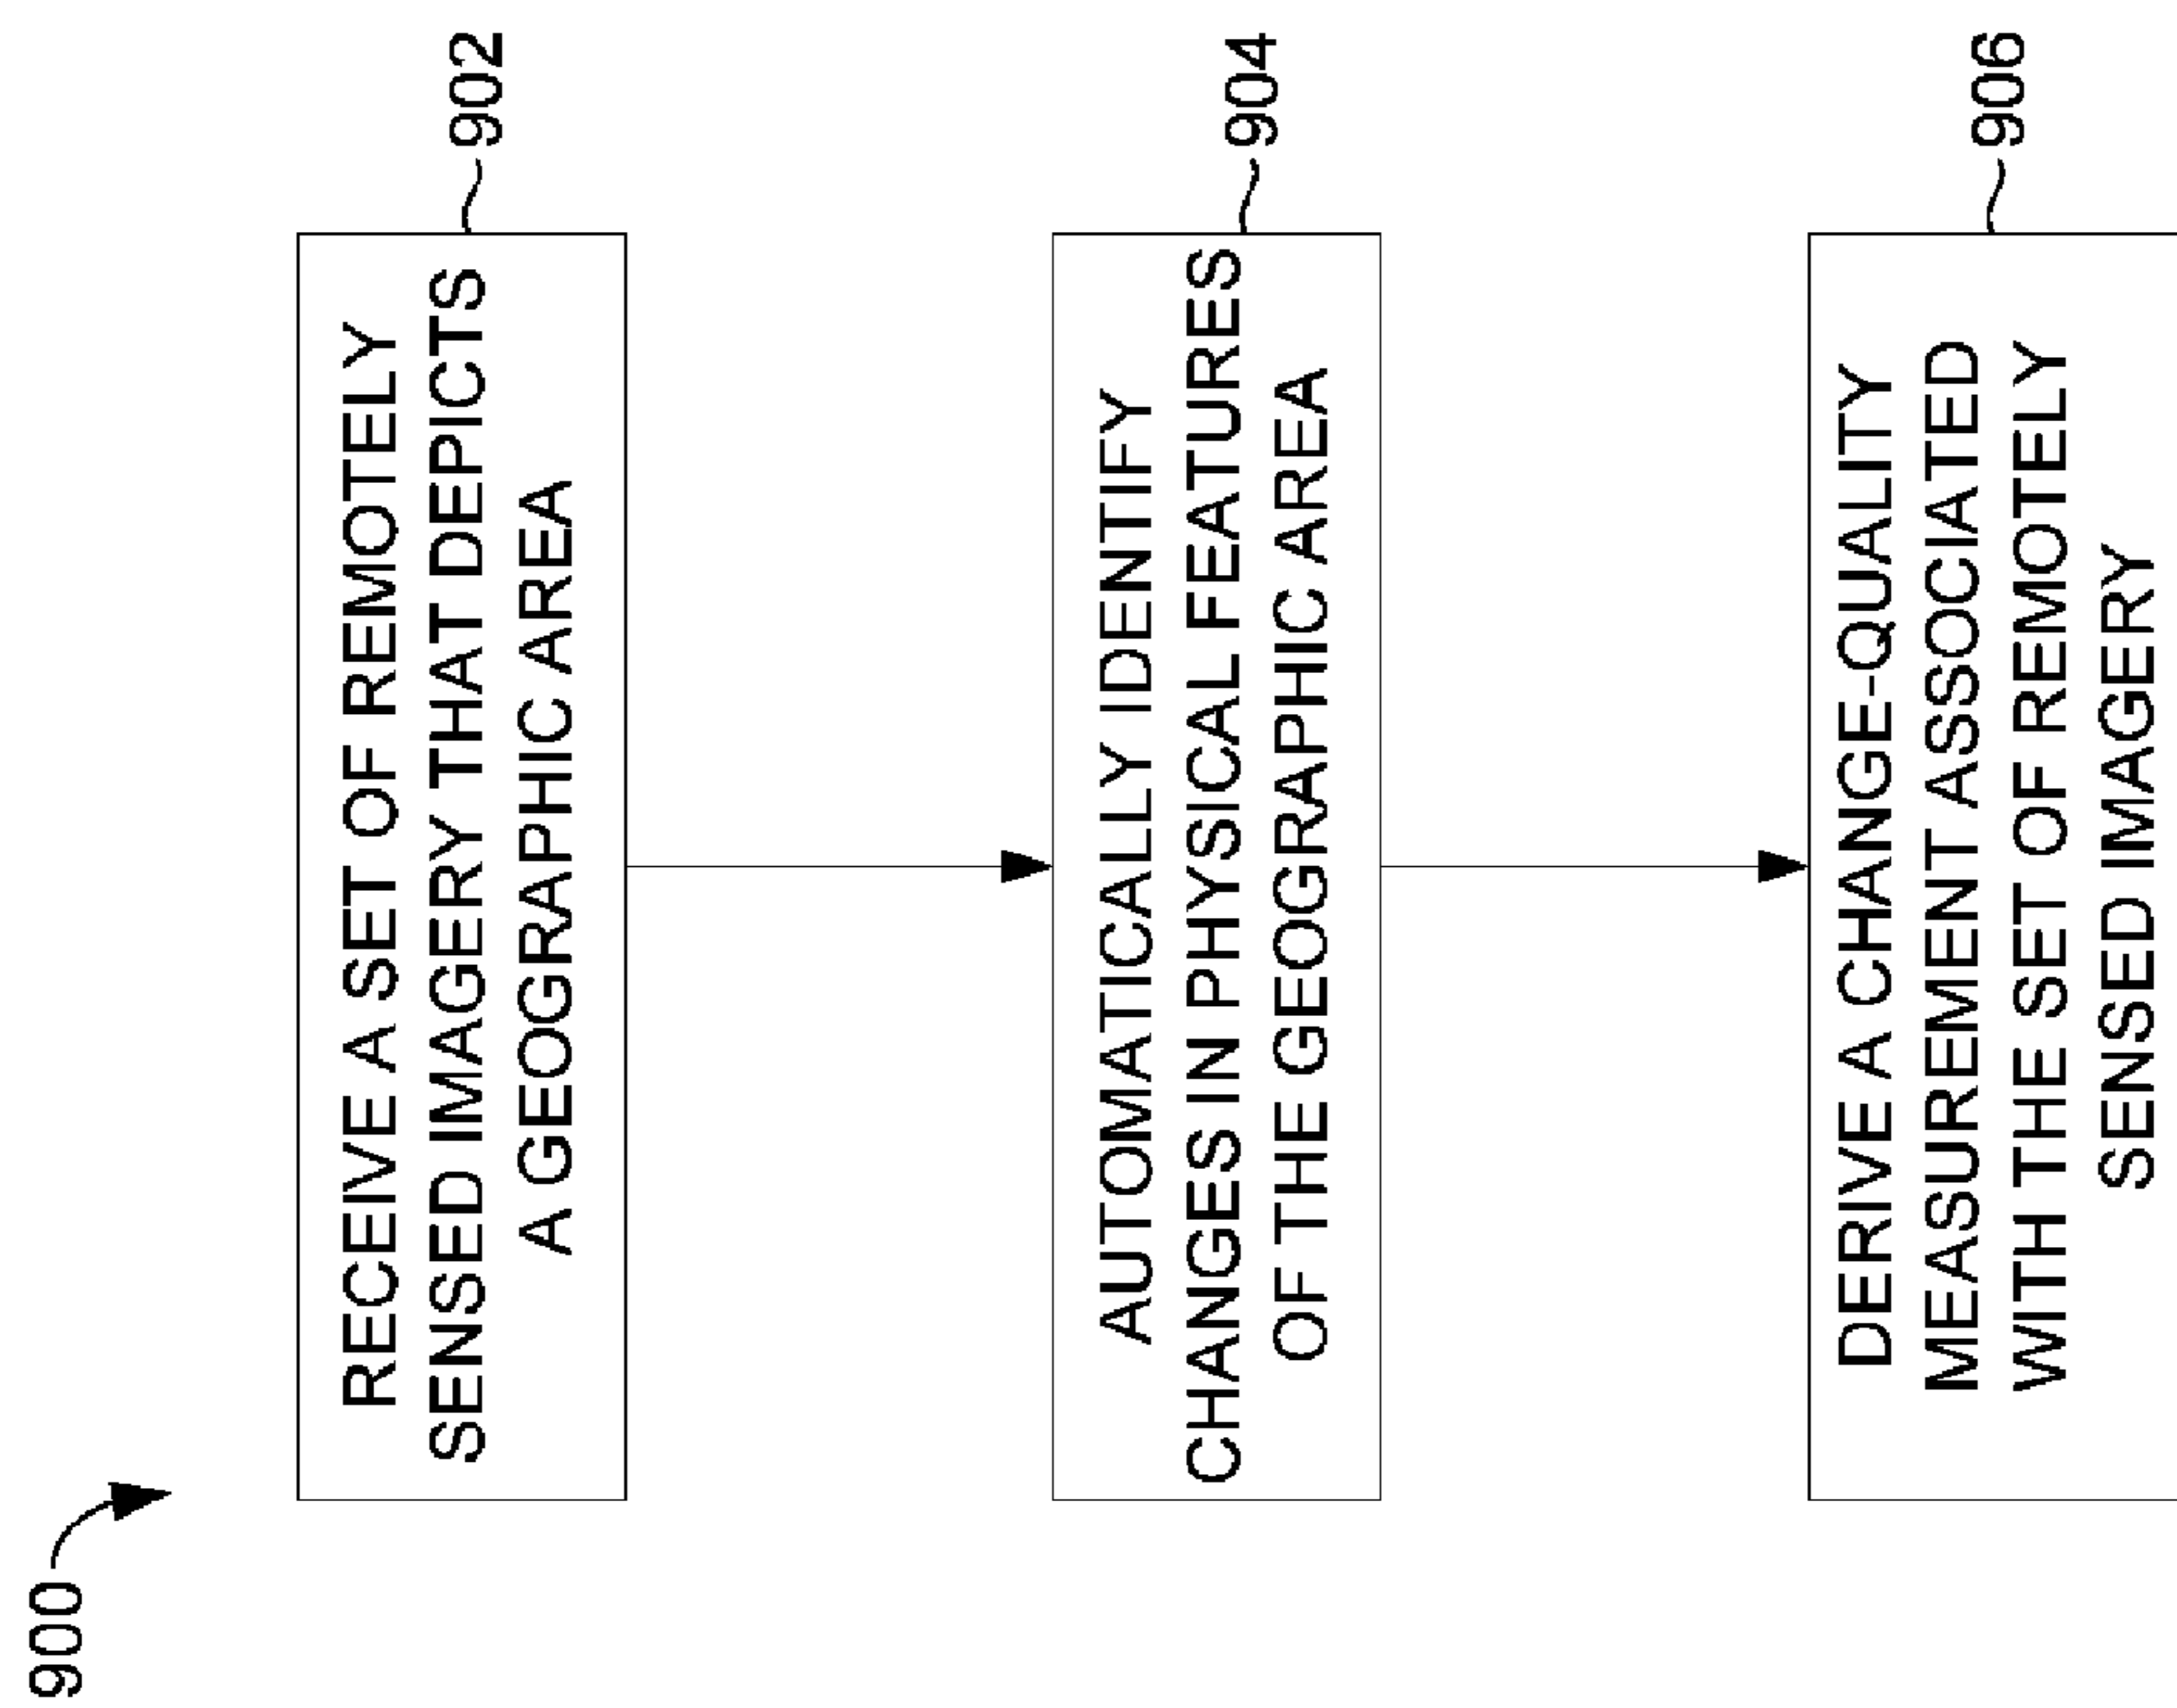 900
RECEIVE A SET OF REMOTELY
SENSED IMAGERY THAT DEPICTS
A GEOGRAPHIC AREA
902
AUTOMATICALLY IDENTIFY
CHANGES IN PHYSICAL FEATURES
OF THE GEOGRAPHIC AREA
904
DERIVE A CHANGE-QUALITY
MEASUREMENT ASSOCIATED
WITH THE SET OF REMOTELY
SENSED IMAGERY
906